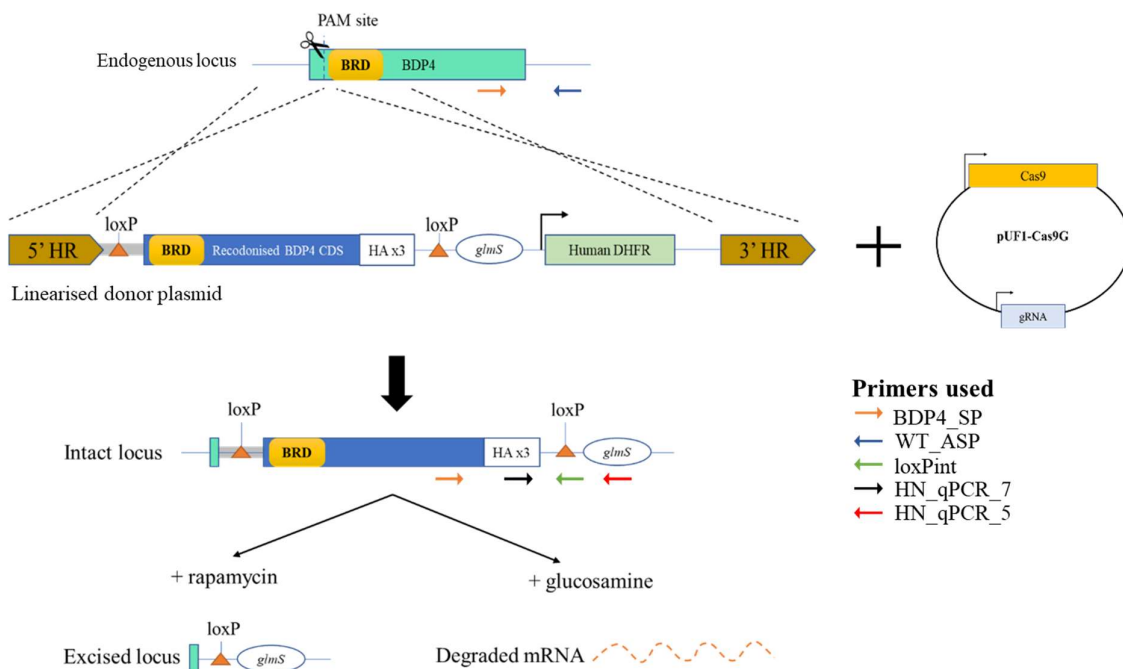 PAM site
Endogenous locus
BRD
BDP4
loxP
loxP
5' HR
BRD
Recodonised BDP4 CDS
HA x3
glmS
Human DHFR
3' HR
Linearised donor plasmid
+
Cas9
pUF1-Cas9G
gRNA
loxP
loxP
Intact locus
BRD
HA x3
glmS
Primers used
BDP4_SP
WT_ASP
loxPint
HN_qPCR_7
HN_qPCR_5
+ rapamycin
+ glucosamine
loxP
Excised locus
glmS
Degraded mRNA